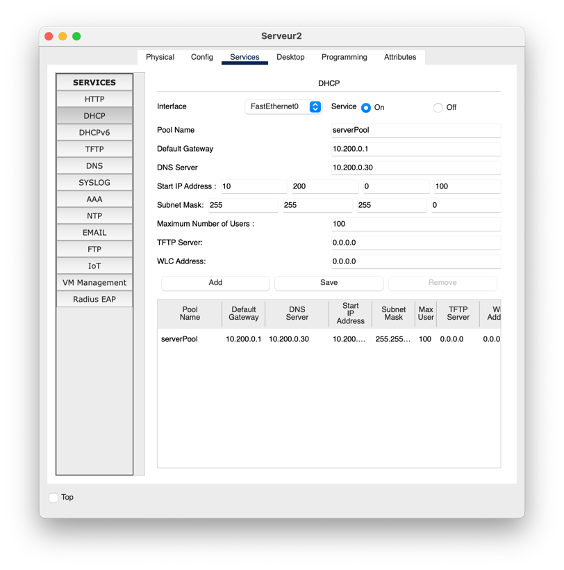 Serveur2
Physical Config Services Desktop Programming Attributes
SERVICES
HTTP
DHCP
DHCPv6
TFTP
DNS
SYSLOG
AAA
NTP
EMAIL
FTP
IoT
VM Management
Radius EAP
DHCP
Interface FastEthernet0 Service On Off
Pool Name serverPool
Default Gateway 10.200.0.1
DNS Server 10.200.0.30
Start IP Address : 10 200 0 100
Subnet Mask: 255 255 255 0
Maximum Number of Users : 100
TFTP Server: 0.0.0.0
WLC Address: 0.0.0.0
Add Save Remove
Pool Name Default Gateway DNS Server Start IP Address Subnet Mask Max User TFTP Server W Add
serverPool 10.200.0.1 10.200.0.30 10.200.... 255.255... 100 0.0.0.0 0.0.0
Top